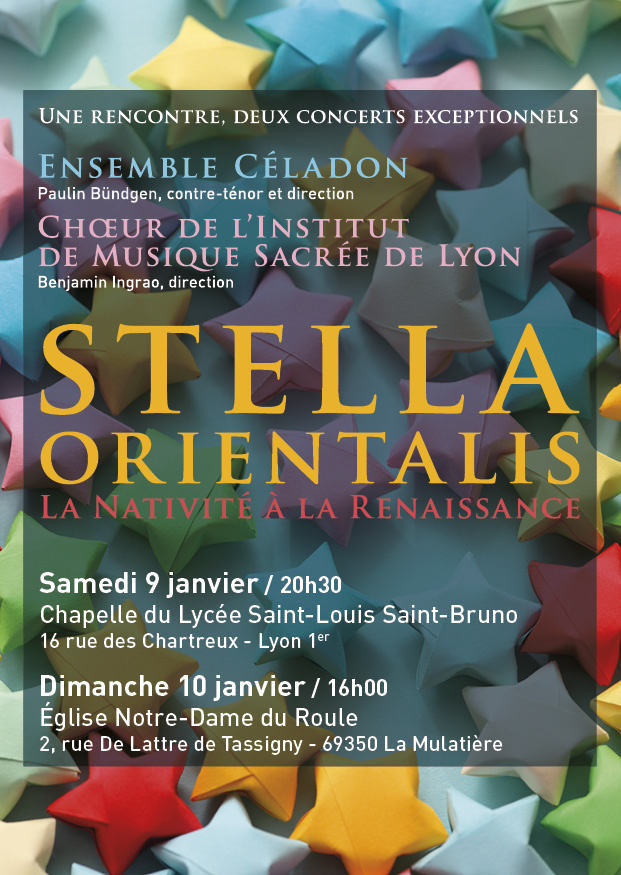 Une rencontre, deux concerts exceptionnels
Ensemble Céladon
Paulin Bündgen, contre-ténor et direction
Chœur de l'Institut
de Musique Sacrée de Lyon
Benjamin Ingrao, direction
STELLA
ORIENTALIS
La Nativité à la Renaissance
Samedi 9 janvier / 20h30
Chapelle du Lycée Saint-Louis Saint-Bruno
16 rue des Chartreux - Lyon 1er
Dimanche 10 janvier / 16h00
Église Notre-Dame du Roule
2, rue De Lattre de Tassigny - 69350 La Mulatière